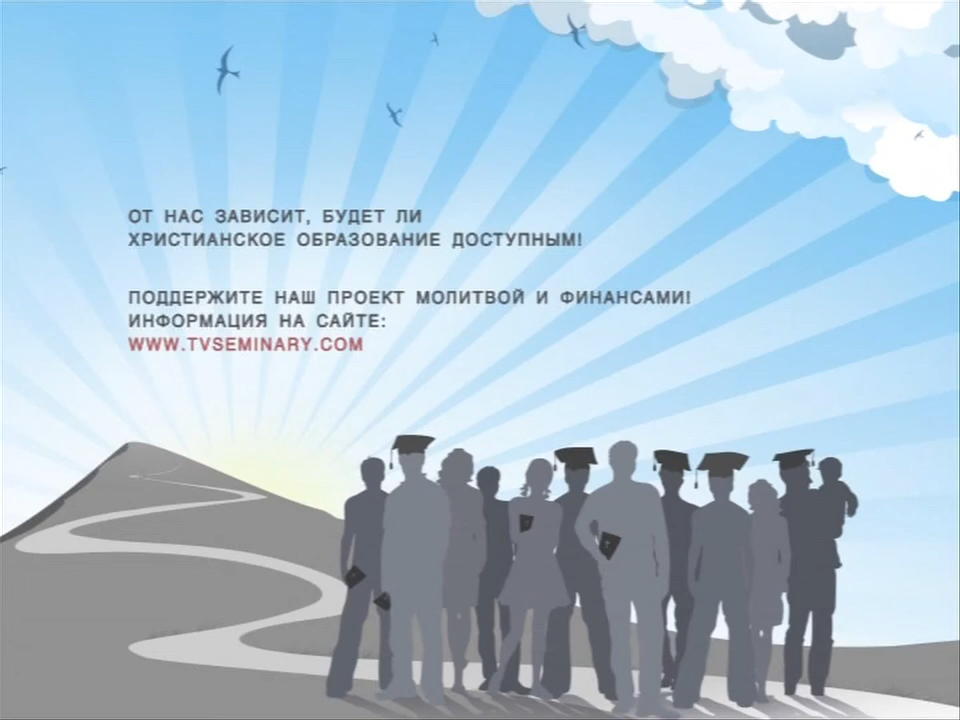 ОТ НАС ЗАВИСИТ, БУДЕТ ЛИ
ХРИСТИАНСКОЕ ОБРАЗОВАНИЕ ДОСТУПНЫМ!
ПОДДЕРЖИТЕ НАШ ПРОЕКТ МОЛИТВОЙ И ФИНАНСАМИ!
ИНФОРМАЦИЯ НА САЙТЕ:
WWW.TVSEMINARY.COM